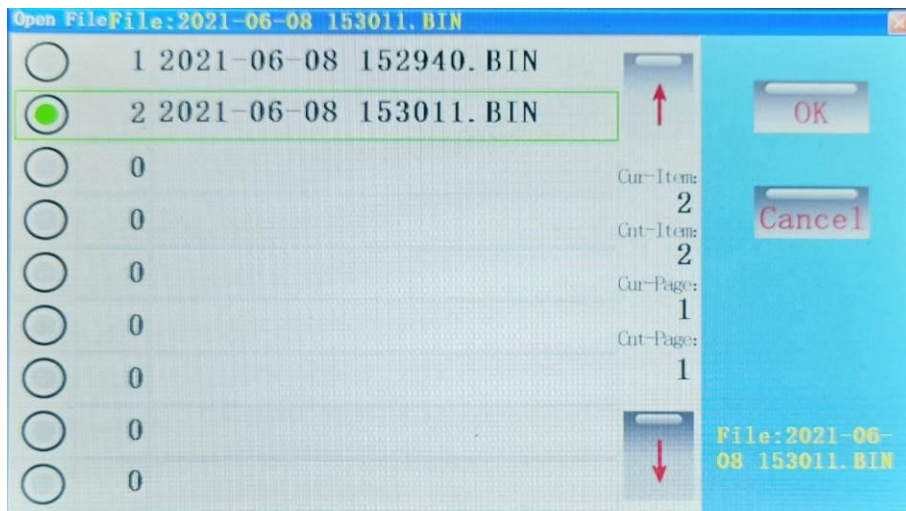 Open File File:2021-06-08 153011.BIN
1 2021-06-08 152940.BIN
2 2021-06-08 153011.BIN
0
0
0
0
0
0
0
Cur-Item:
2
Cnt-Item:
2
Cur-Page:
1
Cnt-Page:
1
OK
Cancel
File:2021-06-
08 153011.BIN